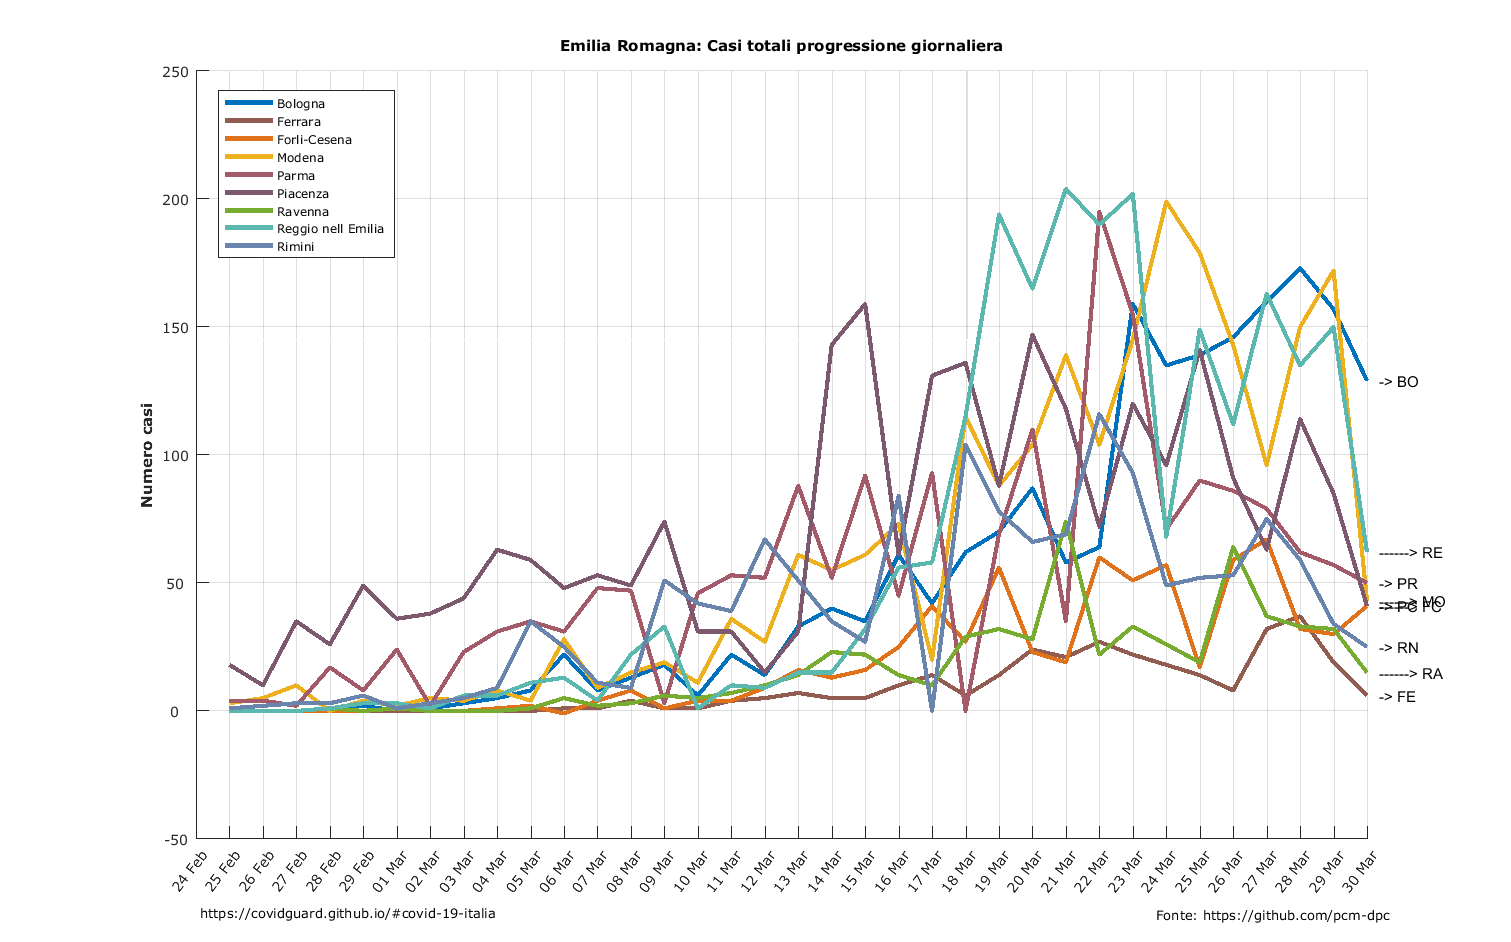 Emilia Romagna: Casi totali progressione giornaliera
250
200
150
100
50
0
-50
Numero casi
Bologna
Ferrara
Forli-Cesena
Modena
Parma
Piacenza
Ravenna
Reggio nell Emilia
Rimini
-> BO
------> RE
-> PR
-> RN
------> RA
-> FE
24 Feb
25 Feb
26 Feb
27 Feb
28 Feb
29 Feb
01 Mar
02 Mar
03 Mar
04 Mar
05 Mar
06 Mar
07 Mar
08 Mar
09 Mar
10 Mar
11 Mar
12 Mar
13 Mar
14 Mar
15 Mar
16 Mar
17 Mar
18 Mar
19 Mar
20 Mar
21 Mar
22 Mar
23 Mar
24 Mar
25 Mar
26 Mar
27 Mar
28 Mar
29 Mar
30 Mar
https://covidguard.github.io/#covid-19-italia
Fonte: https://github.com/pcm-dpc